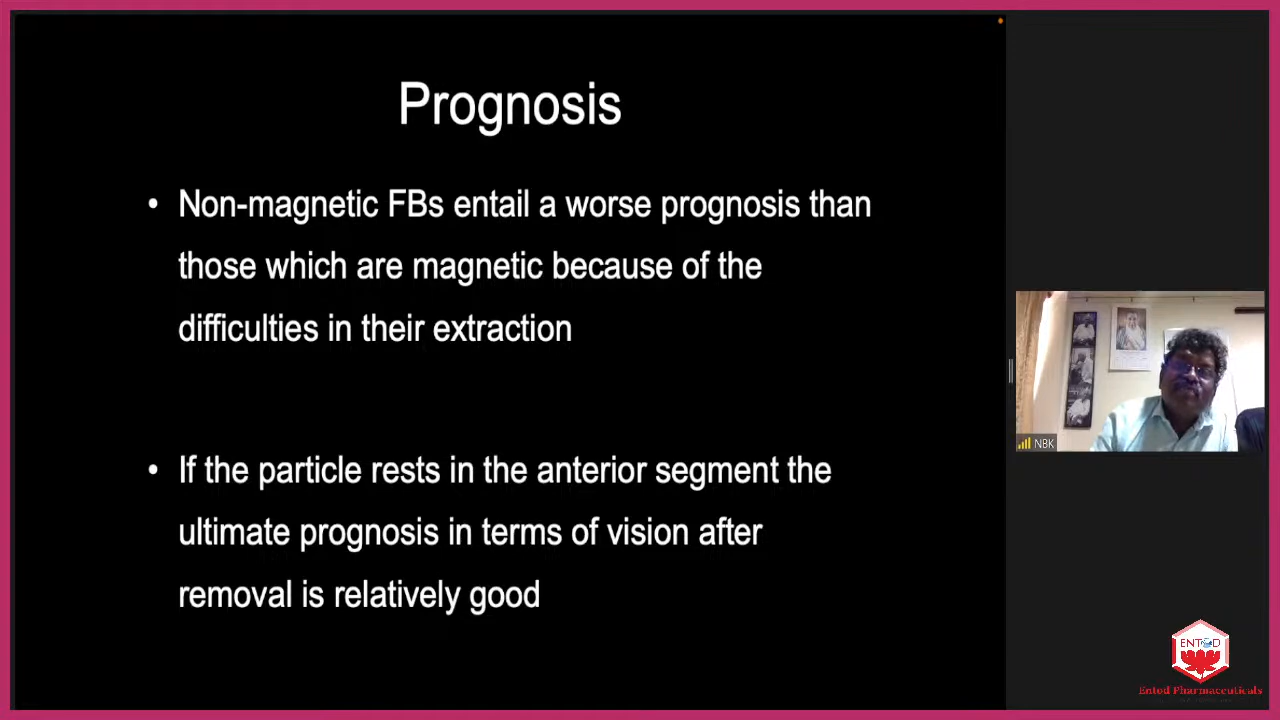 Prognosis
• Non-magnetic FBs entail a worse prognosis than
those which are magnetic because of the
difficulties in their extraction
• If the particle rests in the anterior segment the
ultimate prognosis in terms of vision after
removal is relatively good
NBK
ENTOD
Entod Pharmaceuticals